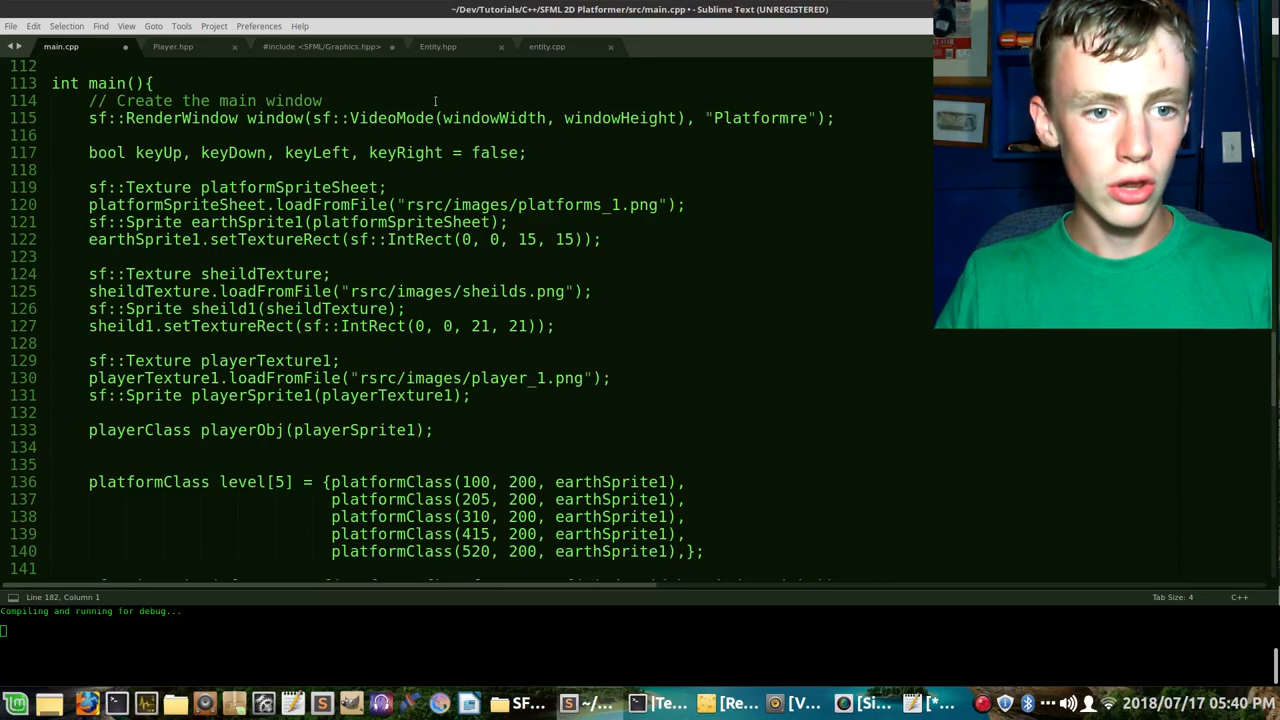 ~/Dev/Tutorials/C++/SFML 2D Platformer/src/main.cpp • - Sublime Text (UNREGISTERED)
File Edit Selection Find View Goto Tools Project Preferences Help
main.cpp Player.hpp #include <SFML/Graphics.hpp> Entity.hpp entity.cpp
112
113 int main(){
114 // Create the main window
115 sf::RenderWindow window(sf::VideoMode(windowWidth, windowHeight), "Platformre");
116
117 bool keyUp, keyDown, keyLeft, keyRight = false;
118
119 sf::Texture platformSpriteSheet;
120 platformSpriteSheet.loadFromFile("rsrc/images/platforms_1.png");
121 sf::Sprite earthSprite1(platformSpriteSheet);
122 earthSprite1.setTextureRect(sf::IntRect(0, 0, 15, 15));
123
124 sf::Texture sheildTexture;
125 sheildTexture.loadFromFile("rsrc/images/sheilds.png");
126 sf::Sprite sheild1(sheildTexture);
127 sheild1.setTextureRect(sf::IntRect(0, 0, 21, 21));
128
129 sf::Texture playerTexture1;
130 playerTexture1.loadFromFile("rsrc/images/player_1.png");
131 sf::Sprite playerSprite1(playerTexture1);
132
133 playerClass playerObj(playerSprite1);
134
135
136 platformClass level[5] = {platformClass(100, 200, earthSprite1),
137 platformClass(205, 200, earthSprite1),
138 platformClass(310, 200, earthSprite1),
139 platformClass(415, 200, earthSprite1),
140 platformClass(520, 200, earthSprite1),};
141
Line 182, Column 1 Tab Size: 4 C++
Compiling and running for debug...
SF... ~/... |Te... [Re... [V... [Si... [*... 2018/07/17 05:40 PM